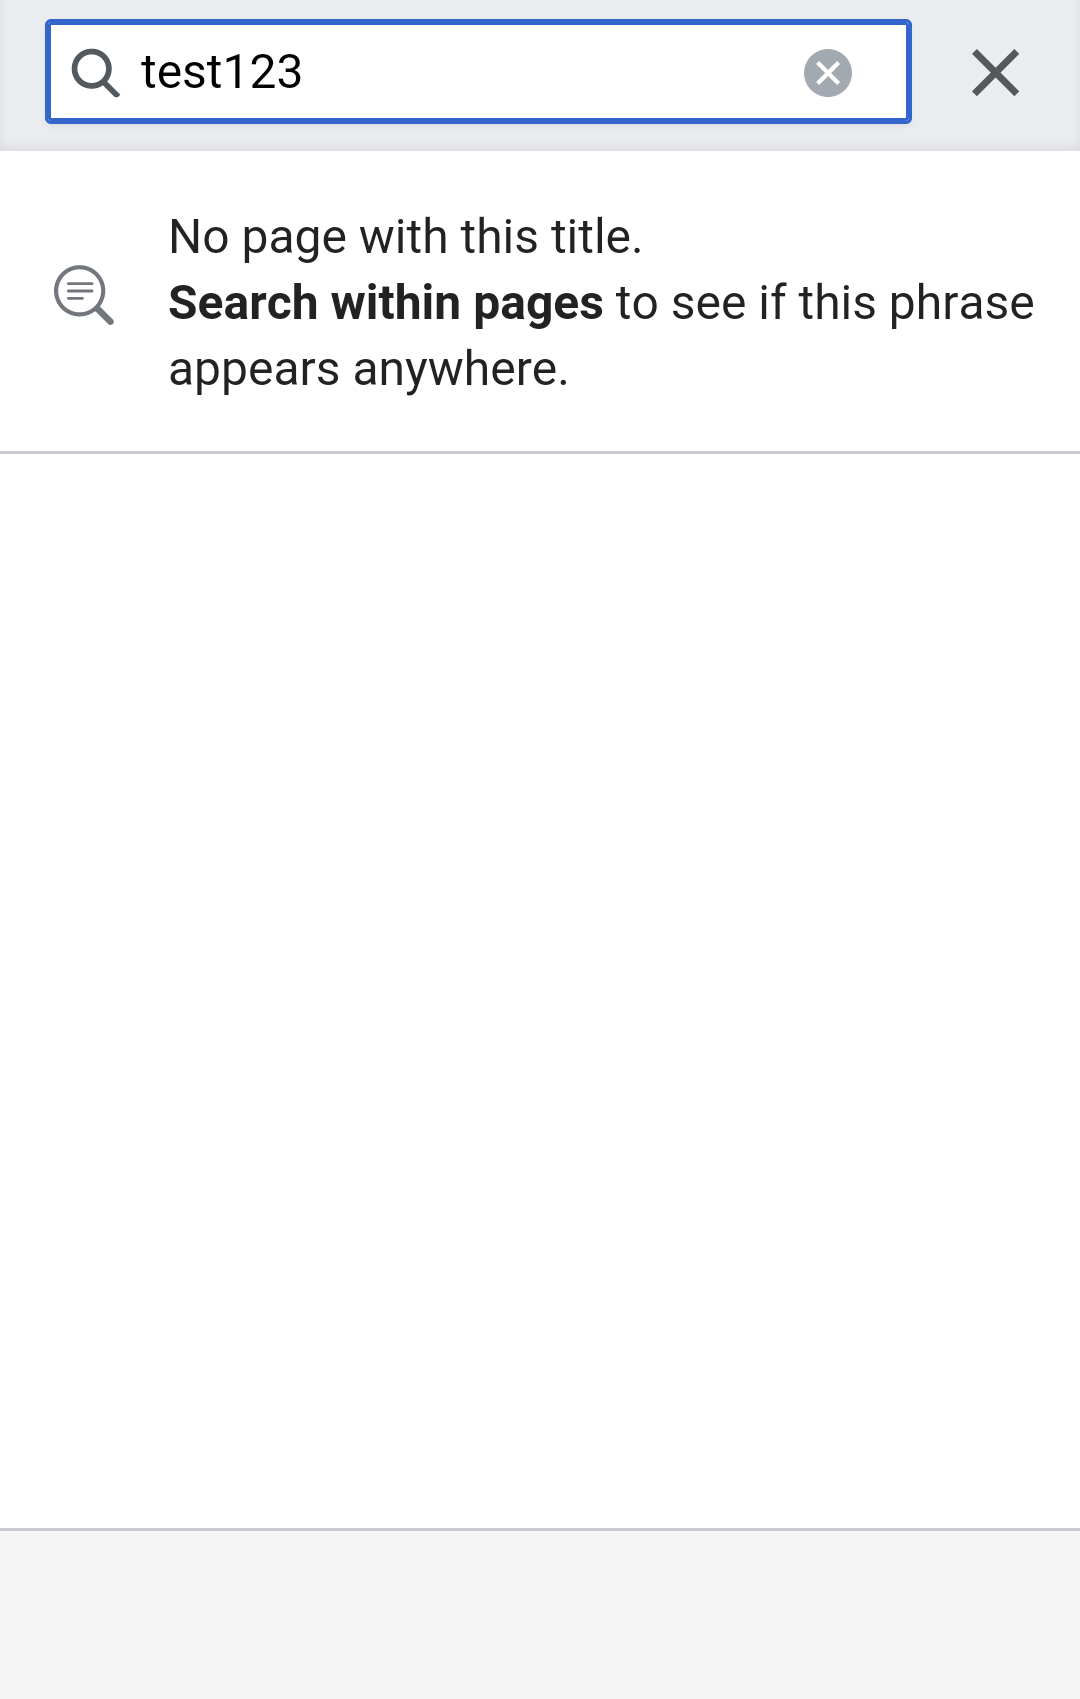 test123
No page with this title.
Search within pages to see if this phrase
appears anywhere.